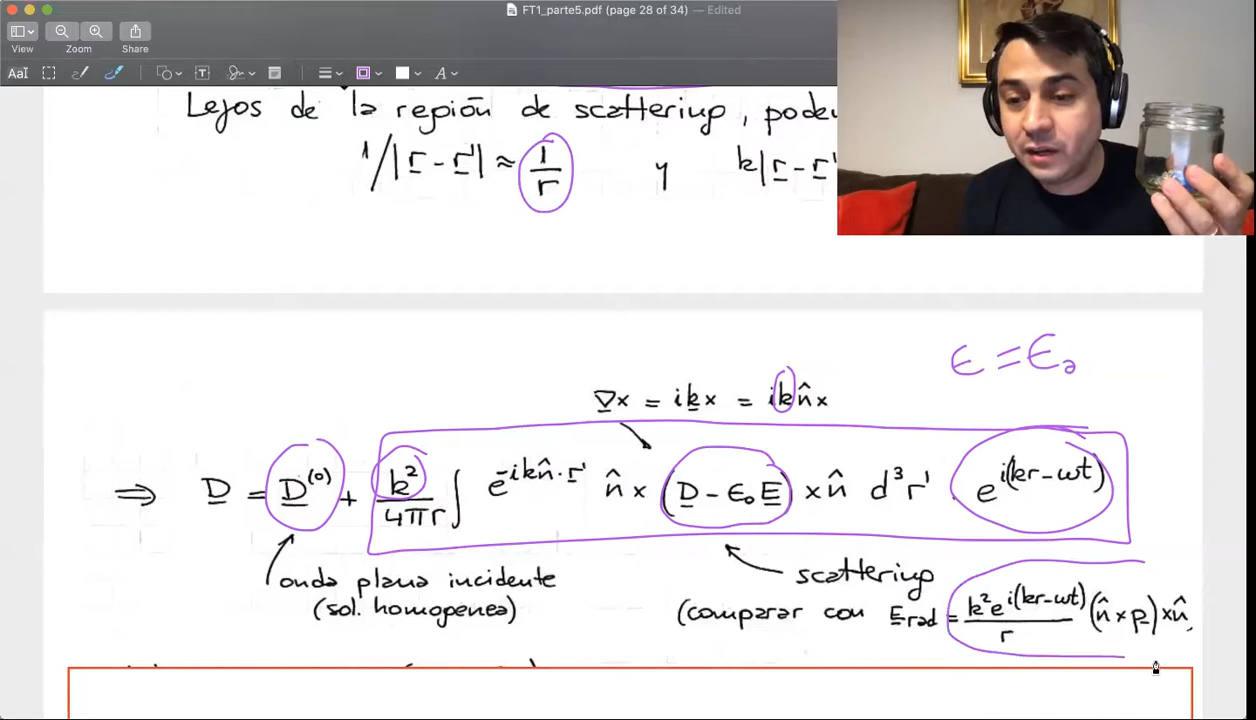 FT1_parte5.pdf (page 28 of 34) — Edited
View
Zoom
Share
AaI
T
A
Lejos de la región de scattering, pode
1/|r - r'| ≈ 1/r y k|r - r'
ϵ = ϵ₀
∇× = ik× = ikn̂×
⇒ D = D⁽⁰⁾ + k²/4πr ∫ e^{-ikn̂·r'} n̂ × (D - ϵ₀E) × n̂ d³r' . e^{i(kr-ωt)}
onda plana incidente
(sol. homogenea)
scattering
(comparar con E_rad = k²e^{i(kr-ωt)}/r (n̂ × p) × n̂,